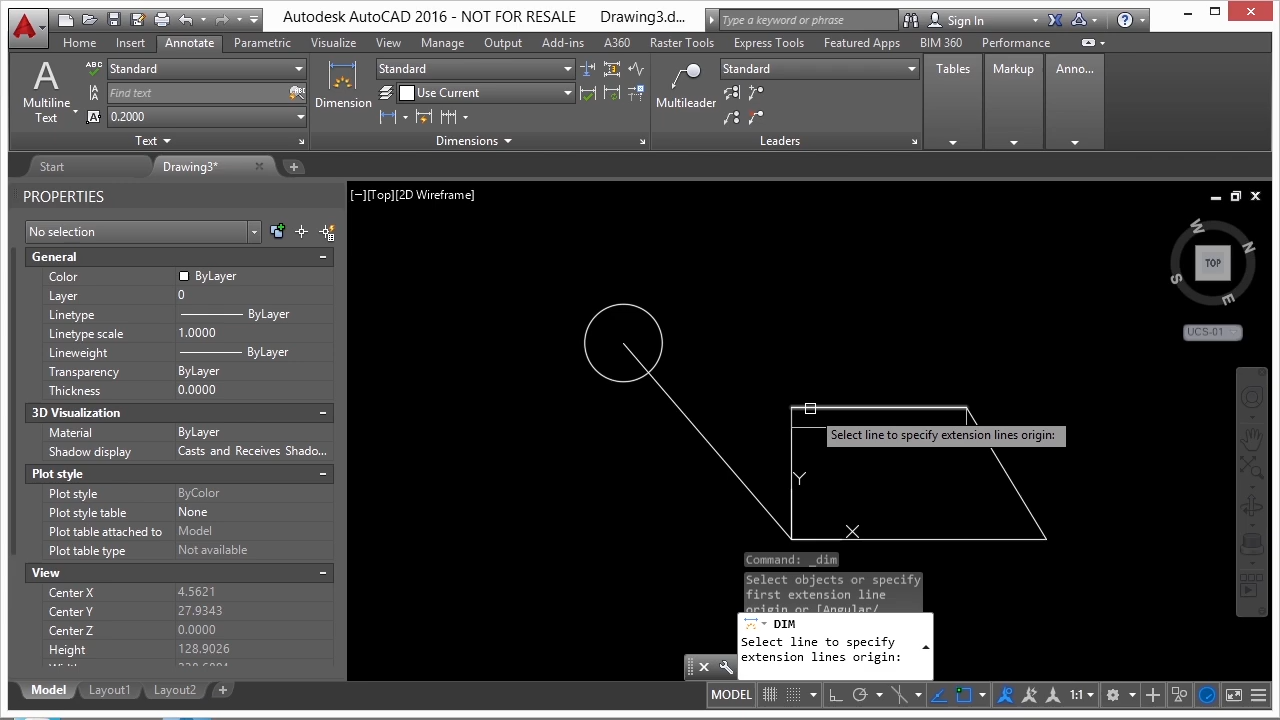 Autodesk AutoCAD 2016 - NOT FOR RESALE Drawing3.d...
Type a keyword or phrase
Sign In
Home Insert Annotate Parametric Visualize View Manage Output Add-ins A360 Raster Tools Express Tools Featured Apps BIM 360 Performance
A
Multiline
Text
ABC
Standard
Find text
0.2000
Text
Dimension
Standard
Use Current
Dimensions
Multileader
Standard
Leaders
Tables
Markup
Anno...
Start
Drawing3*
PROPERTIES
No selection
General
Color ByLayer
Layer 0
Linetype ByLayer
Linetype scale 1.0000
Lineweight ByLayer
Transparency ByLayer
Thickness 0.0000
3D Visualization
Material ByLayer
Shadow display Casts and Receives Shado...
Plot style
Plot style ByColor
Plot style table None
Plot table attached to Model
Plot table type Not available
View
Center X 4.5621
Center Y 27.9343
Center Z 0.0000
Height 128.9026
[−][Top][2D Wireframe]
W
N
TOP
S
E
UCS-01
Select line to specify extension lines origin:
Y
X
Command: _dim
Select objects or specify
first extension line
origin or [Angular/
DIM
Select line to specify
extension lines origin:
Model Layout1 Layout2
MODEL
1:1